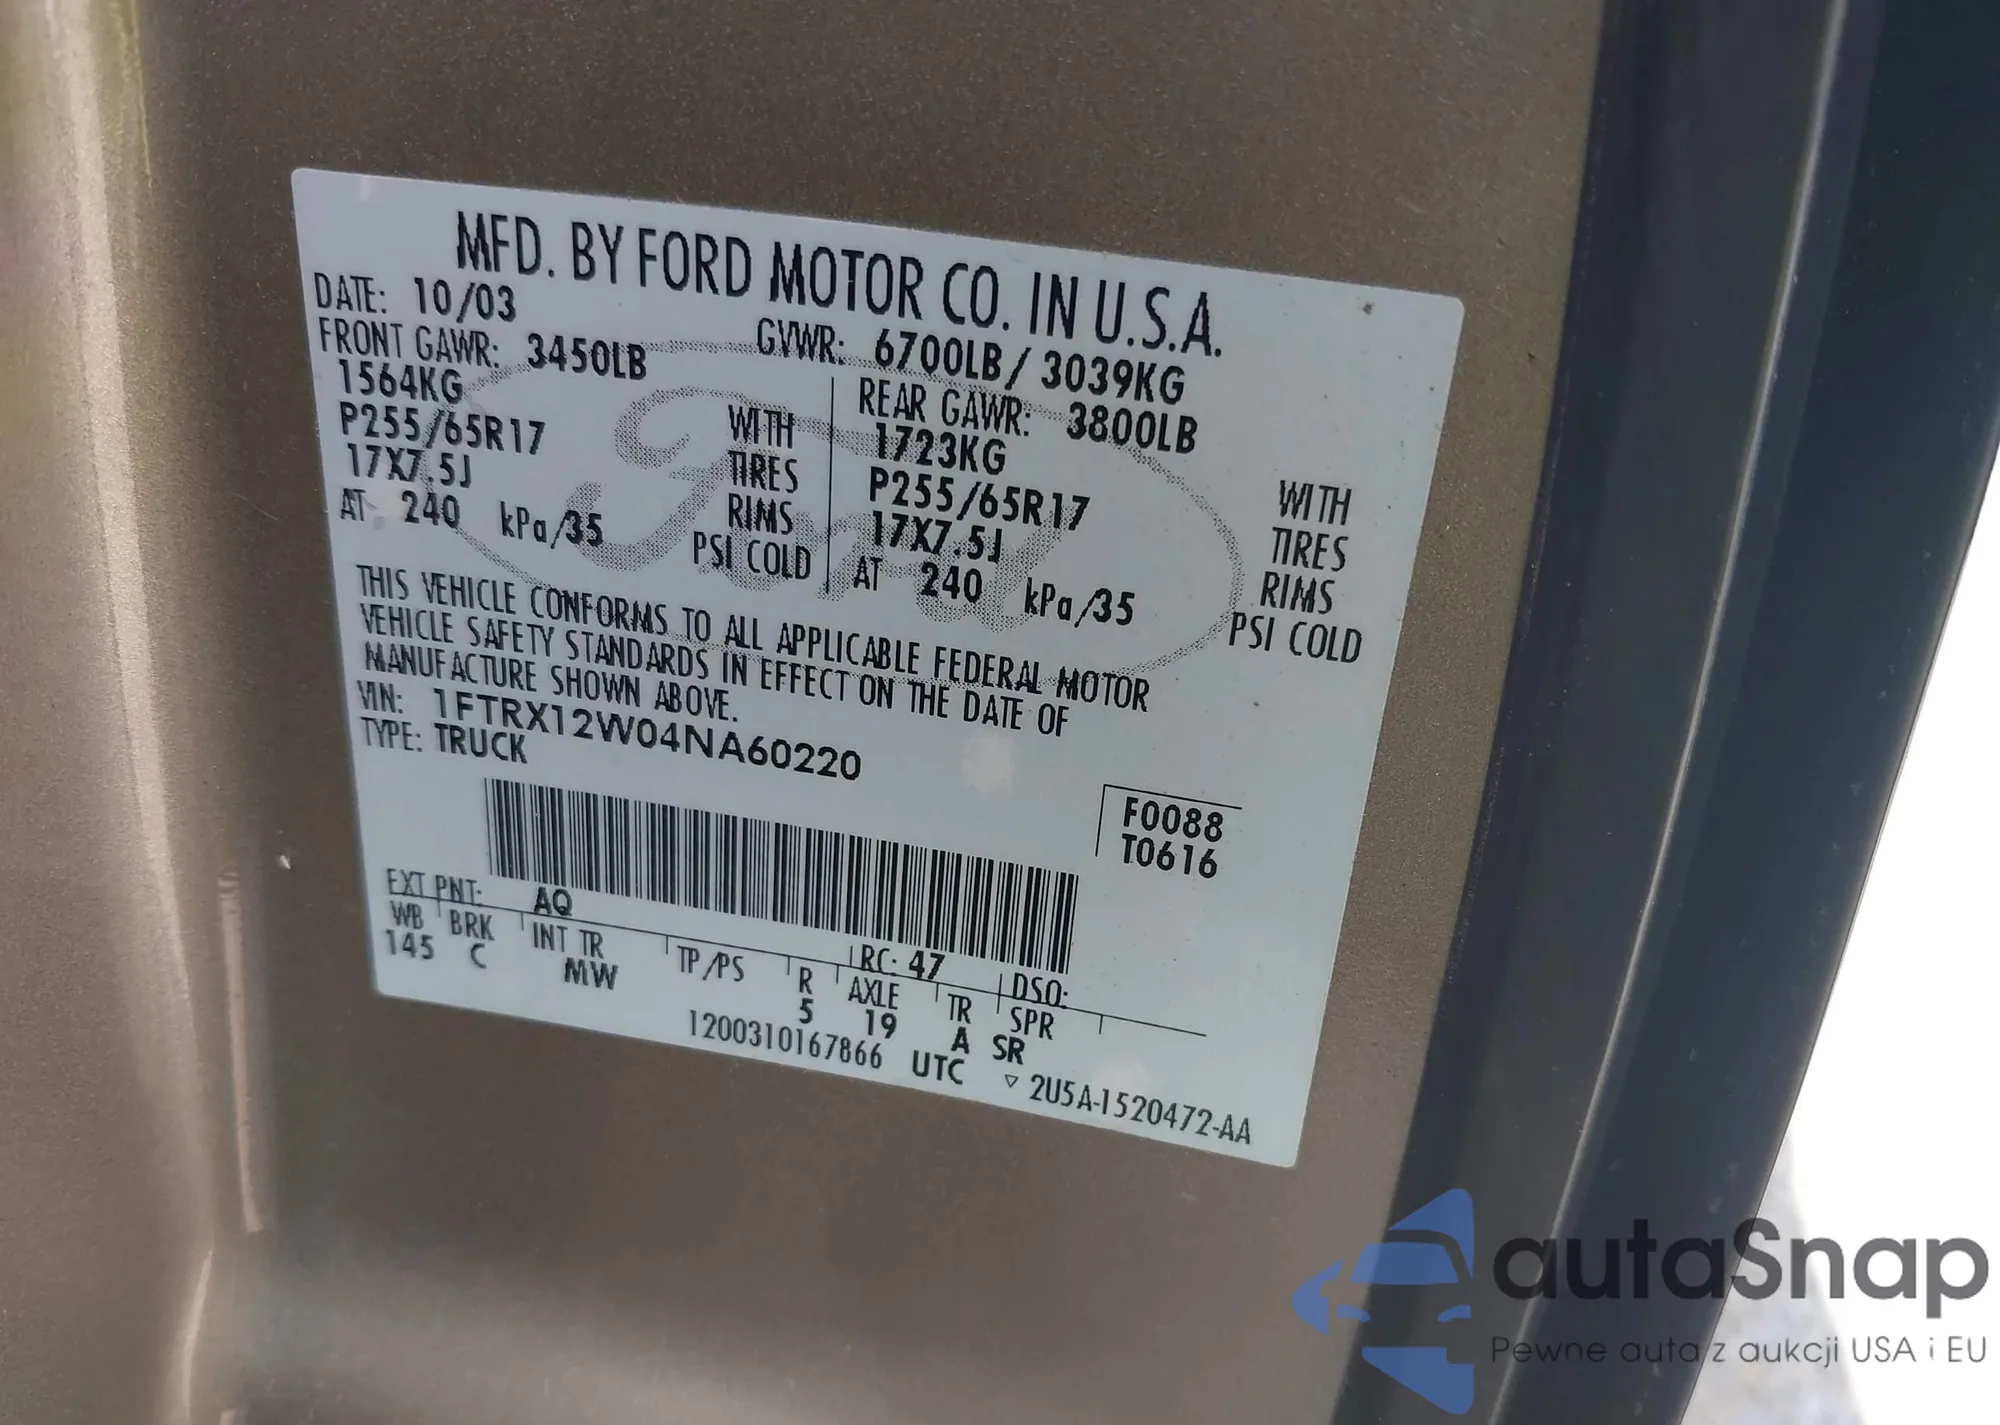 MFD. BY FORD MOTOR CO. IN U.S.A.
DATE: 10/03 GVWR: 6700LB/ 3039KG
FRONT GAWR: 3450LB REAR GAWR: 3800LB
1564KG WITH 1723KG WITH
P255/65R17 TIRES P255/65R17 TIRES
17X7.5J RIMS 17X7.5J RIMS
AT 240 kPa/35 PSI COLD AT 240 kPa/35 PSI COLD
THIS VEHICLE CONFORMS TO ALL APPLICABLE FEDERAL MOTOR
VEHICLE SAFETY STANDARDS IN EFFECT ON THE DATE OF
MANUFACTURE SHOWN ABOVE.
VIN: 1FTRX12W04NA60220
TYPE: TRUCK
F0088
T0616
EXT PNT: AQ RC: 47 DSO:
WB BRK INT TR TP/PS R AXLE TR SPR
145 C MW 5 19 A SR
1200310167866 UTC ▽ 2U5A-1520472-AA
Ford
autaSnap
Pewne auta z aukcji USA i EU